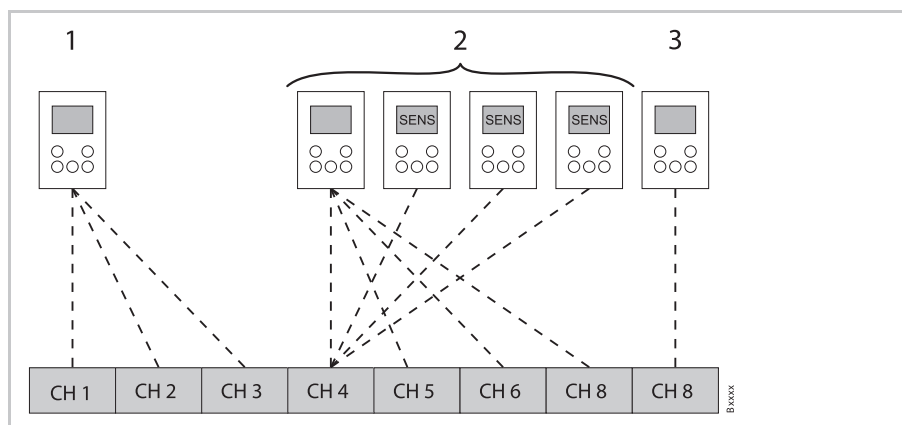 1 2 3
SENS SENS SENS
CH 1 CH 2 CH 3 CH 4 CH 5 CH 6 CH 8 CH 8
Bxxxx